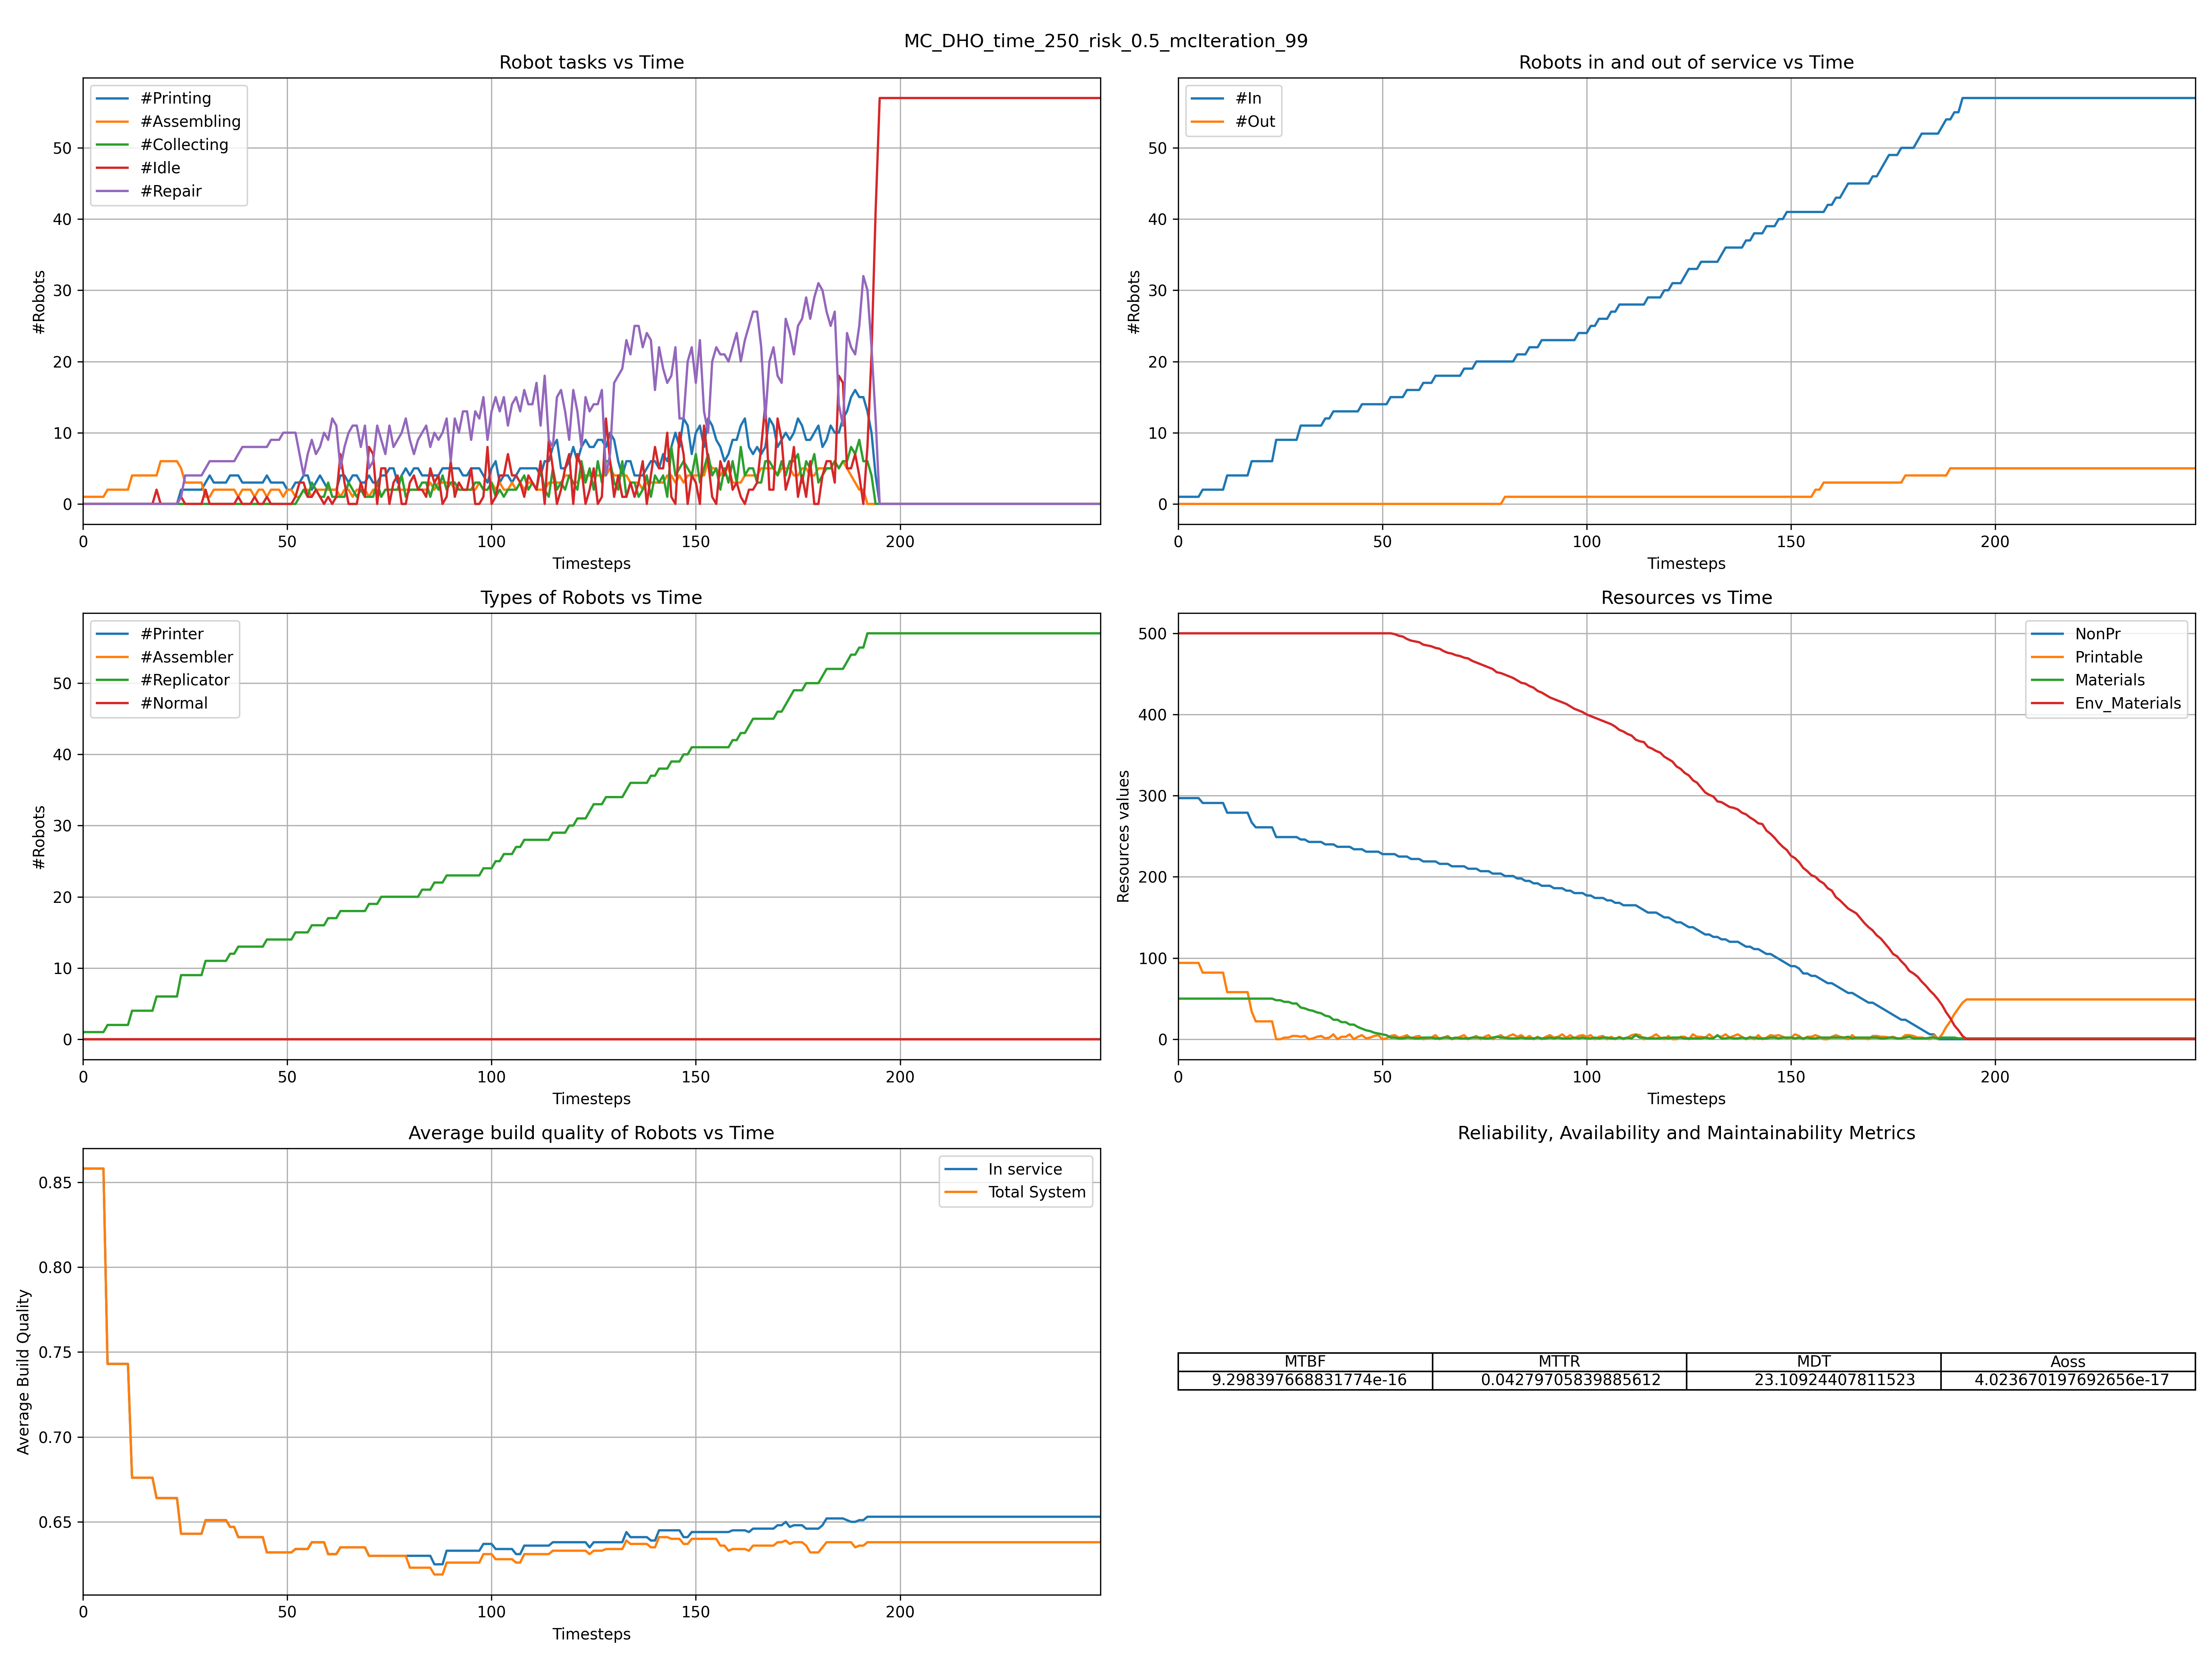 MC_DHO_time_250_risk_0.5_mcIteration_99
Robot tasks vs Time
#Printing
#Assembling
#Collecting
#Idle
#Repair
50
40
30
20
10
0
#Robots
0 50 100 150 200
Timesteps
Robots in and out of service vs Time
#In
#Out
50
40
30
20
10
0
#Robots
0 50 100 150 200
Timesteps
Types of Robots vs Time
#Printer
#Assembler
#Replicator
#Normal
50
40
30
20
10
0
#Robots
0 50 100 150 200
Timesteps
Resources vs Time
NonPr
Printable
Materials
Env_Materials
500
400
300
200
100
0
Resources values
0 50 100 150 200
Timesteps
Average build quality of Robots vs Time
In service
Total System
0.85
0.80
0.75
0.70
0.65
Average Build Quality
0 50 100 150 200
Timesteps
Reliability, Availability and Maintainability Metrics
MTBF MTTR MDT Aoss
9.298397668831774e-16 0.04279705839885612 23.10924407811523 4.023670197692656e-17